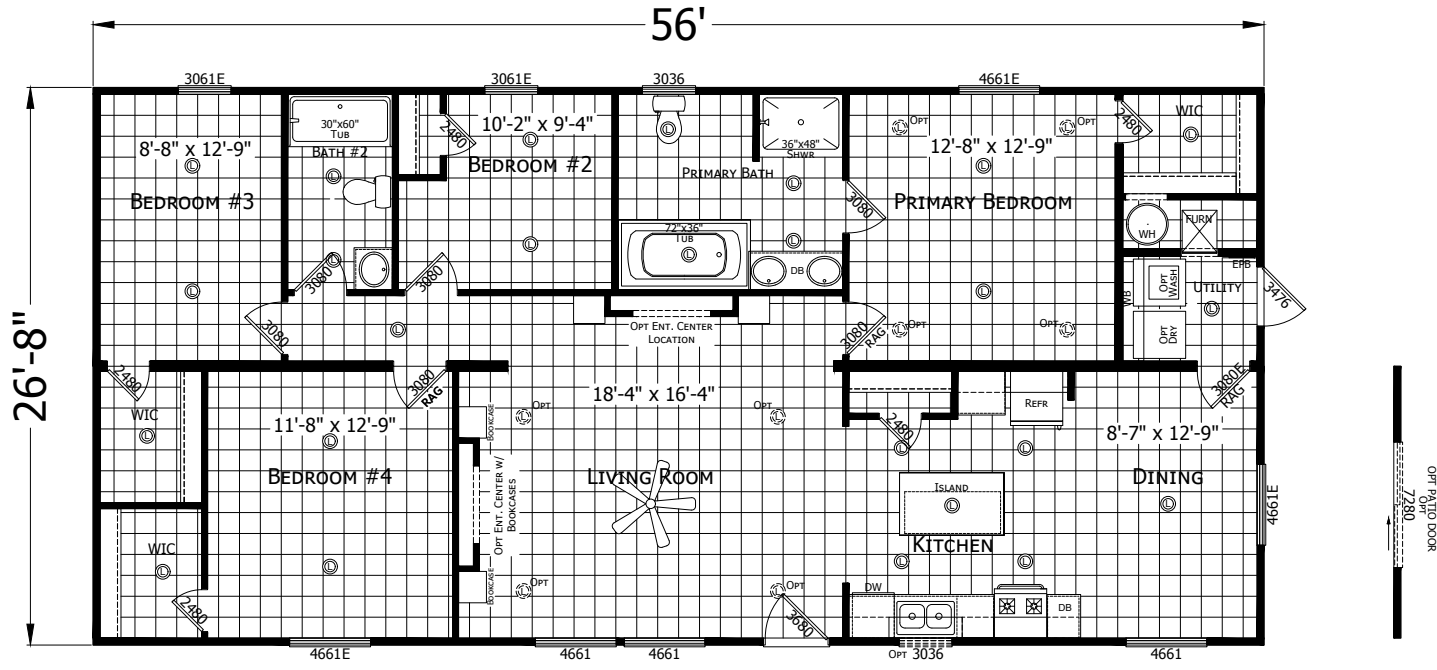 56'
26'-8"
3061E
3061E
3036
4661E
8'-8" x 12'-9"
BEDROOM #3
30"x60"
TUB
BATH #2
2480
10'-2" x 9'-4"
BEDROOM #2
PRIMARY BATH
36"x48"
SHWR
72"x36"
TUB
DB
3080
OPT
OPT
12'-8" x 12'-9"
PRIMARY BEDROOM
2480
WIC
WH
FURN
EPB
WB
OPT
WASH
UTILITY
OPT
DRY
3476
3080
3080
3080
OPT ENT. CENTER
LOCATION
3080
RAG
OPT
OPT
2480
WIC
3080
RAG
11'-8" x 12'-9"
BEDROOM #4
WIC
2480
BOOKCASE
OPT
OPT ENT. CENTER W/
BOOKCASES
BOOKCASE
OPT
18'-4" x 16'-4"
LIVING ROOM
OPT
OPT
3680
2480
REFR
ISLAND
KITCHEN
DW
DB
3080E
RAG
8'-7" x 12'-9"
DINING
4661E
4661E
4661
4661
OPT 3036
4661
OPT PATIO DOOR
OPT
7280